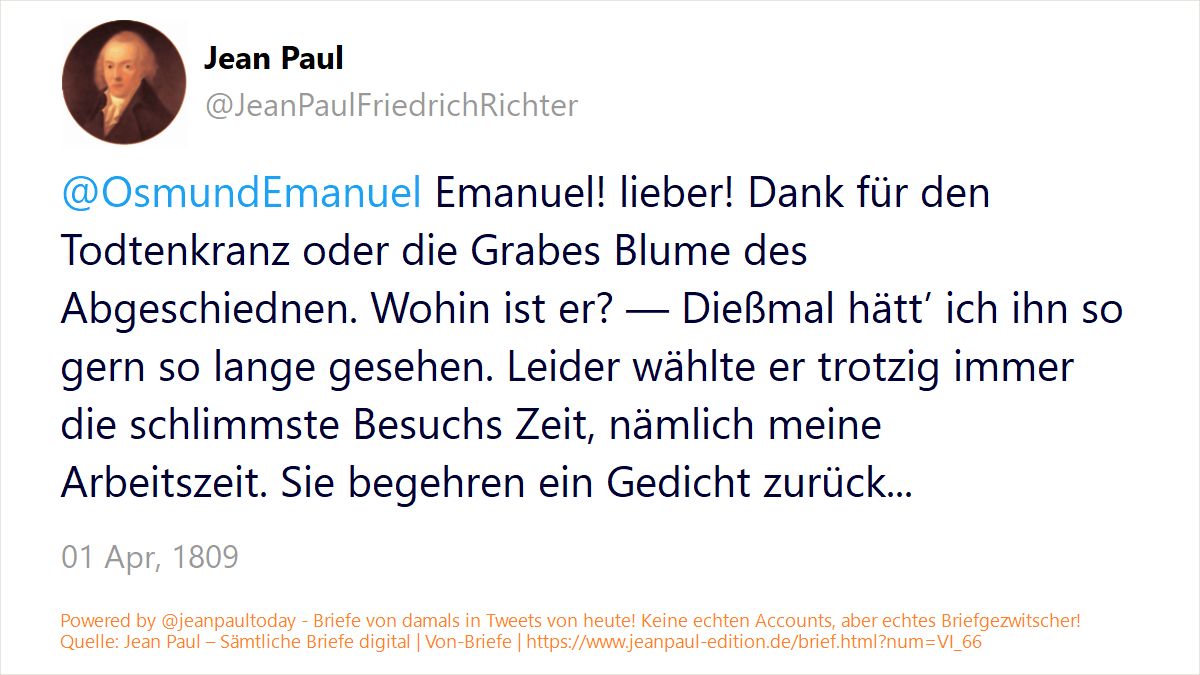 Jean Paul
@JeanPaulFriedrichRichter
@OsmundEmanuel Emanuel! lieber! Dank für den
Todtenkranz oder die Grabes Blume des
Abgeschiednen. Wohin ist er? — Dießmal hätt’ ich ihn so
gern so lange gesehen. Leider wählte er trotzig immer
die schlimmste Besuchs Zeit, nämlich meine
Arbeitszeit. Sie begehren ein Gedicht zurück...
01 Apr, 1809
Powered by @jeanpaultoday - Briefe von damals in Tweets von heute! Keine echten Accounts, aber echtes Briefgezwitscher!
Quelle: Jean Paul – Sämtliche Briefe digital | Von-Briefe | https://www.jeanpaul-edition.de/brief.html?num=VI_66